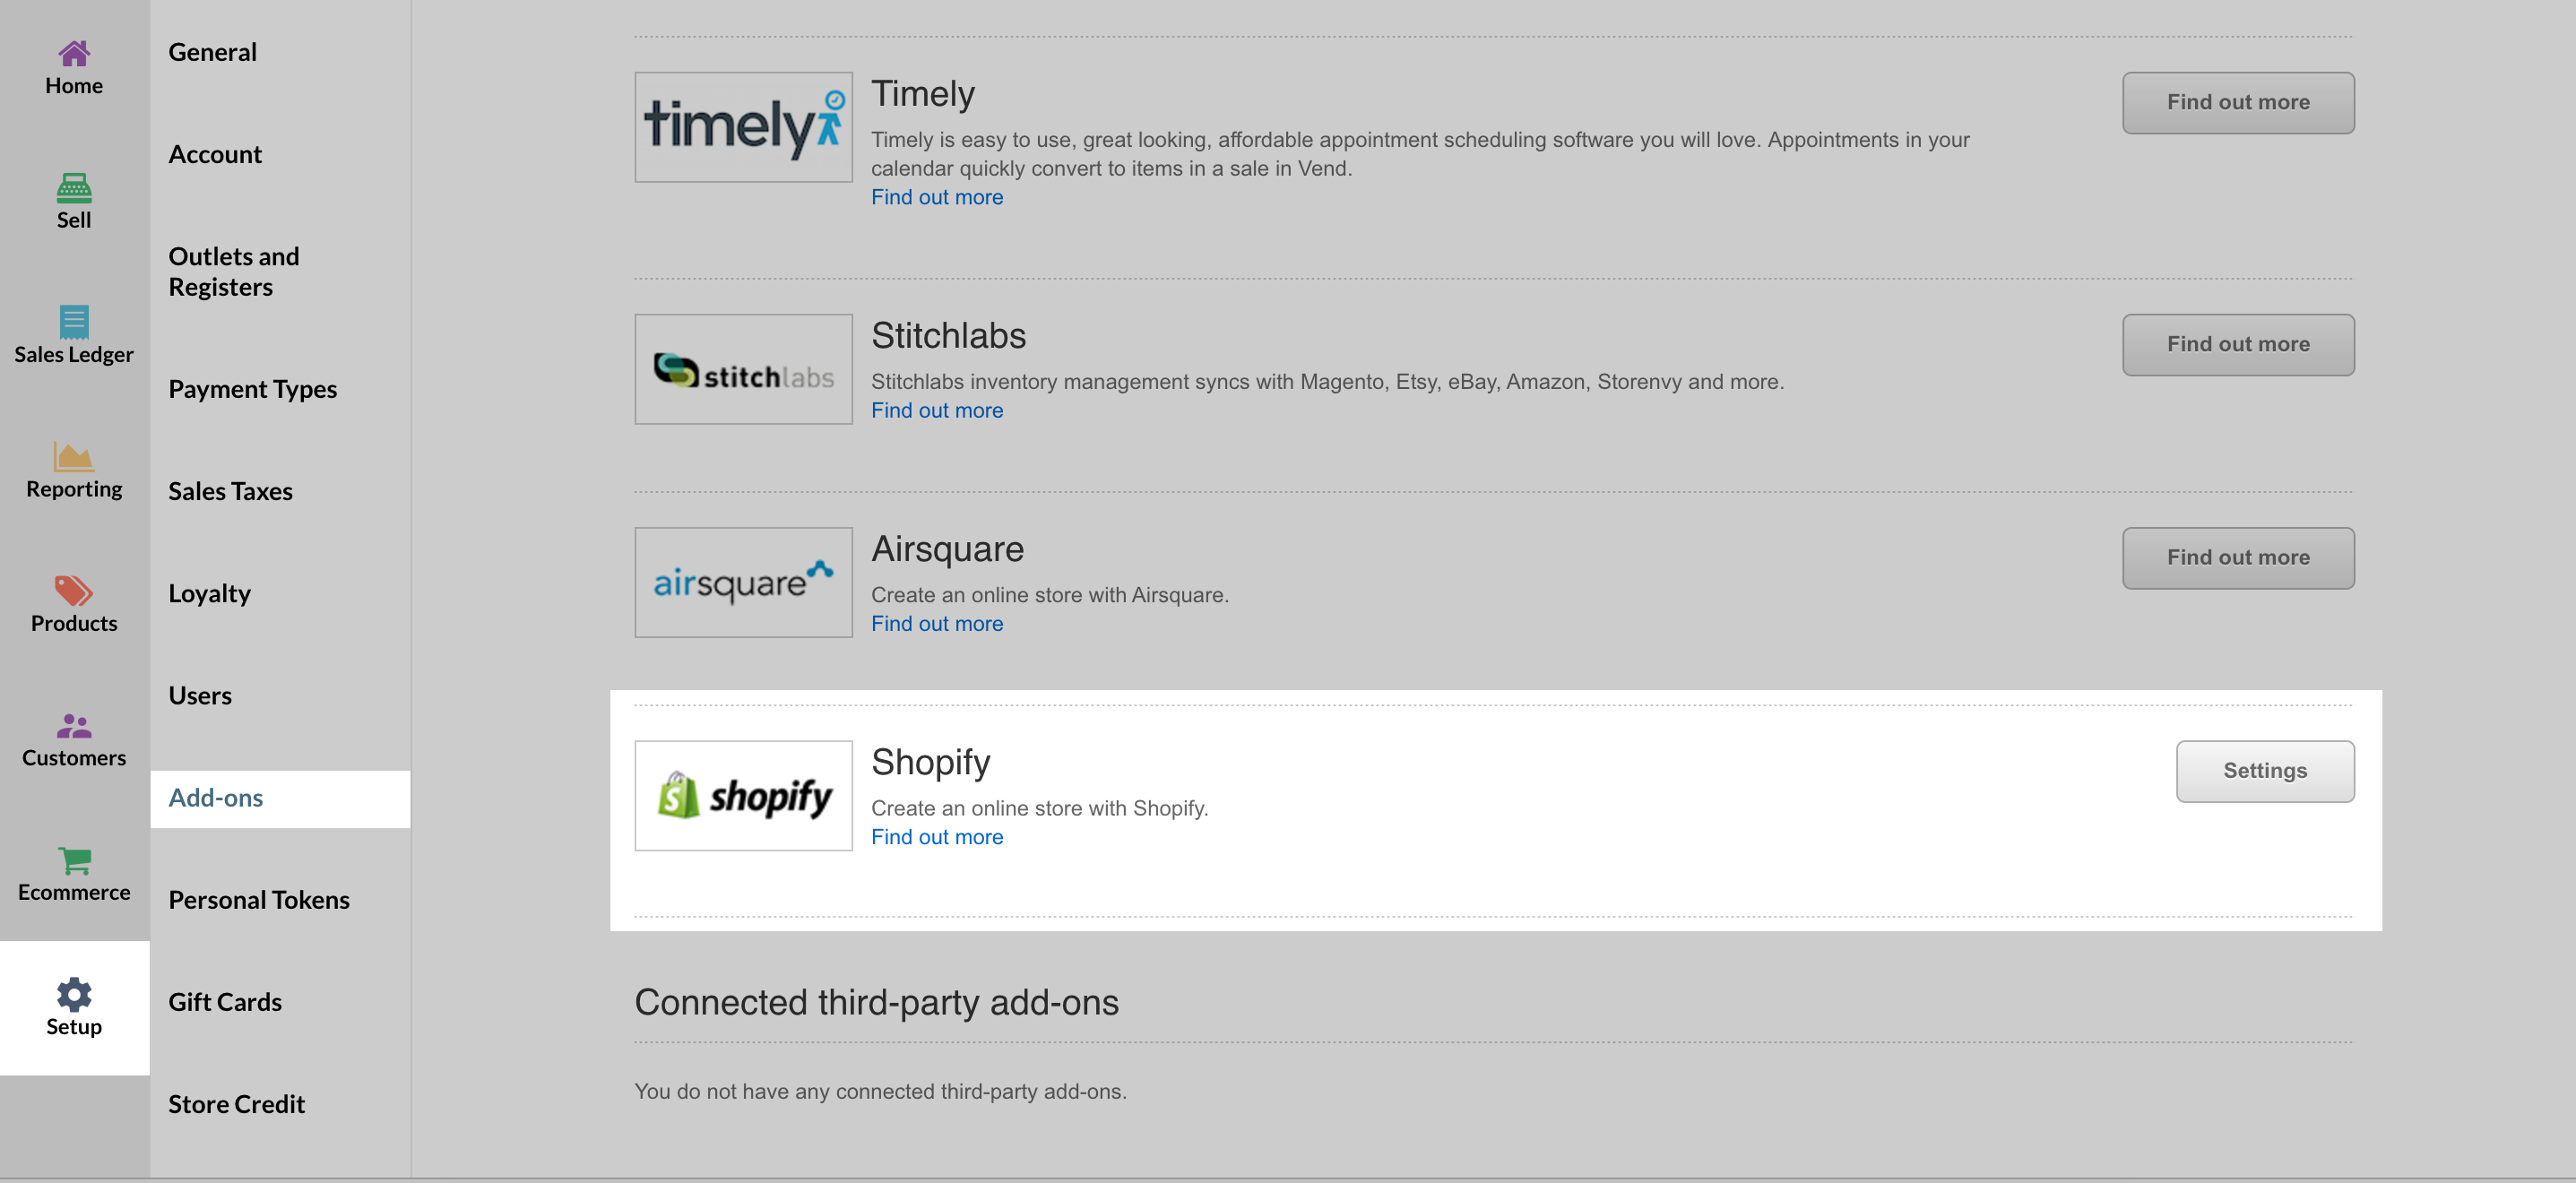 Home
Sell
Sales Ledger
Reporting
Products
Customers
Ecommerce
Setup
General
Account
Outlets and
Registers
Payment Types
Sales Taxes
Loyalty
Users
Add-ons
Personal Tokens
Gift Cards
Store Credit
timely
Timely
Timely is easy to use, great looking, affordable appointment scheduling software you will love. Appointments in your
calendar quickly convert to items in a sale in Vend.
Find out more
Find out more
stitchlabs
Stitchlabs
Stitchlabs inventory management syncs with Magento, Etsy, eBay, Amazon, Storenvy and more.
Find out more
Find out more
airsquare
Airsquare
Create an online store with Airsquare.
Find out more
Find out more
shopify
Shopify
Create an online store with Shopify.
Find out more
Settings
Connected third-party add-ons
You do not have any connected third-party add-ons.